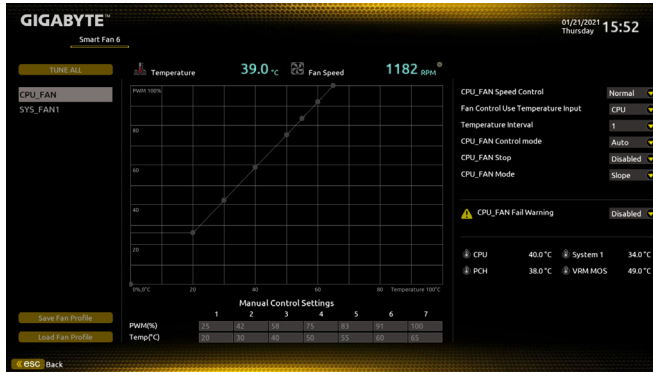 GIGABYTE™
01/21/2021 15:52
Thursday
Smart Fan 6
TUNE ALL
Temperature 39.0 °C Fan Speed 1182 RPM
CPU_FAN
SYS_FAN1
PWM 100%
80
60
40
20
0%,0°C 20 40 60 80 Temperature 100°C
CPU_FAN Speed Control Normal
Fan Control Use Temperature Input CPU
Temperature Interval 1
CPU_FAN Control mode Auto
CPU_FAN Stop Disabled
CPU_FAN Mode Slope
CPU_FAN Fail Warning Disabled
CPU 40.0°C System 1 34.0°C
PCH 38.0°C VRM MOS 49.0°C
Manual Control Settings
1 2 3 4 5 6 7
PWM(%) 25 42 58 75 83 91 100
Temp(°C) 20 30 40 50 55 60 65
Save Fan Profile
Load Fan Profile
esc Back